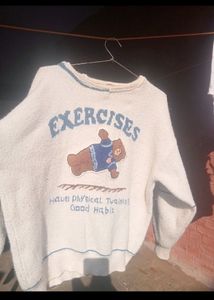 EXERCISES
Have Physical Training
Good Habit